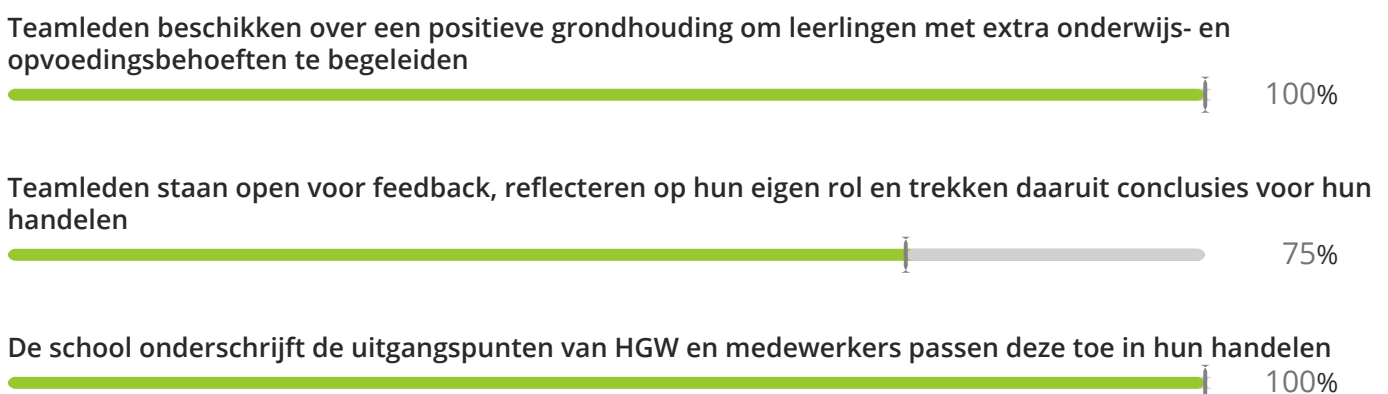 Teamleden beschikken over een positieve grondhouding om leerlingen met extra onderwijs- en
opvoedingsbehoeften te begeleiden
100%
Teamleden staan open voor feedback, reflecteren op hun eigen rol en trekken daaruit conclusies voor hun
handelen
75%
De school onderschrijft de uitgangspunten van HGW en medewerkers passen deze toe in hun handelen
100%